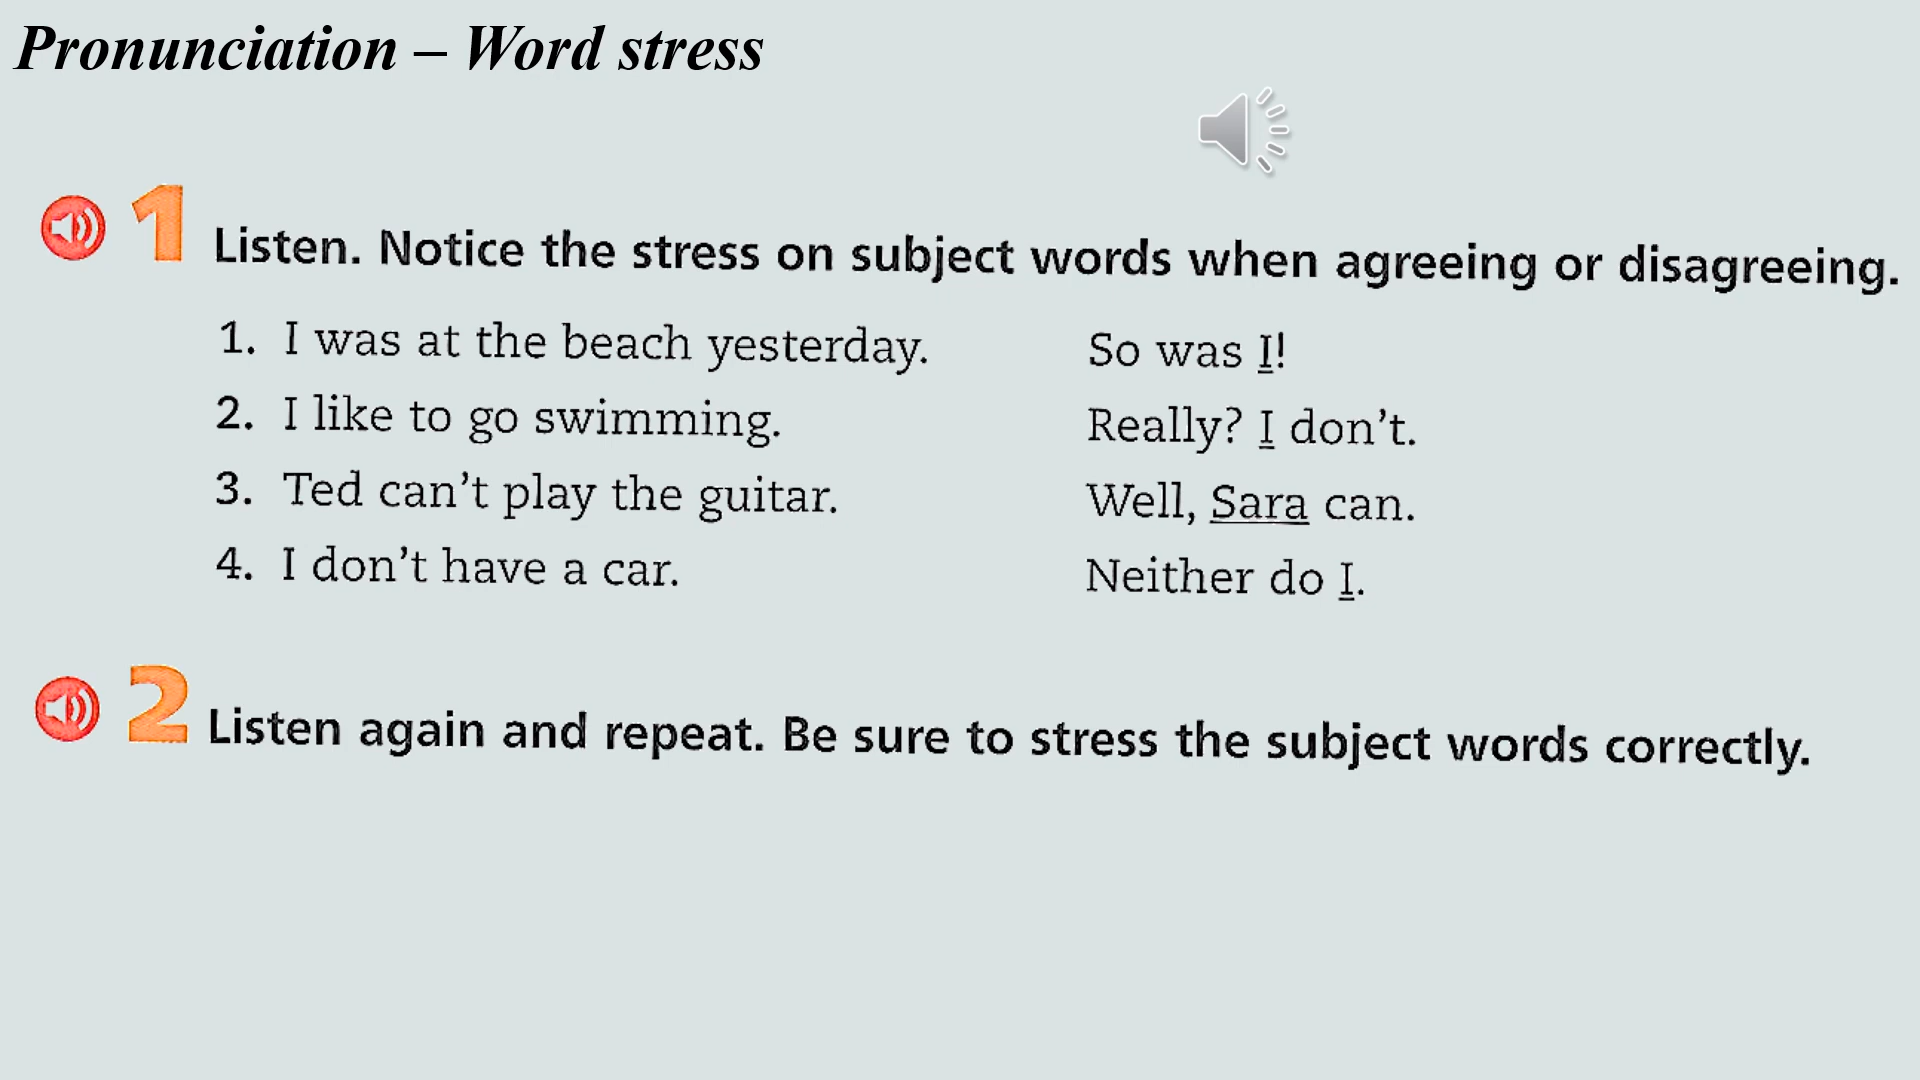 Pronunciation – Word stress
1 Listen. Notice the stress on subject words when agreeing or disagreeing.
1. I was at the beach yesterday. So was I!
2. I like to go swimming. Really? I don't.
3. Ted can't play the guitar. Well, Sara can.
4. I don't have a car. Neither do I.
2 Listen again and repeat. Be sure to stress the subject words correctly.